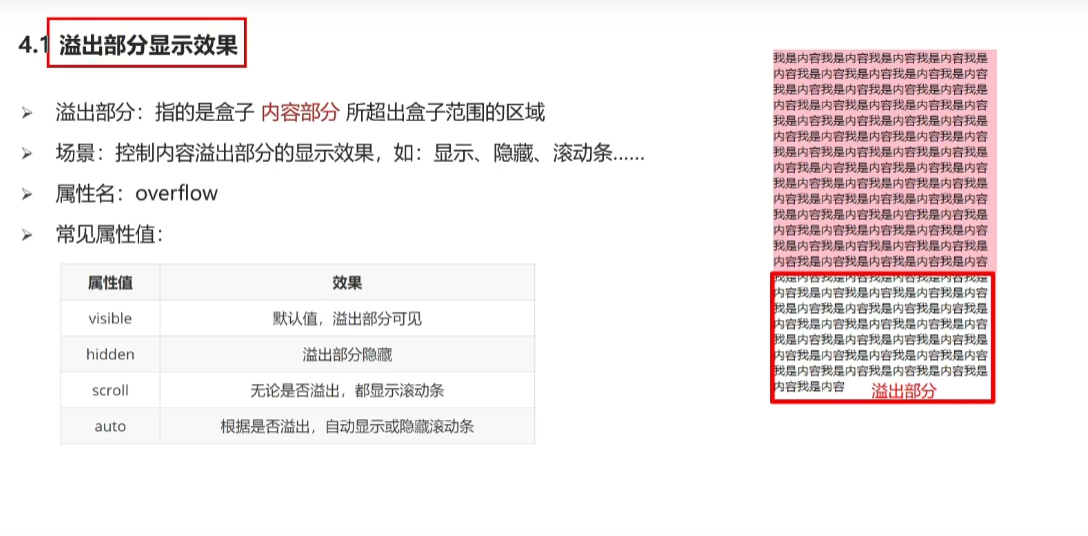 4.1 溢出部分显示效果
溢出部分：指的是盒子 内容部分 所超出盒子范围的区域
场景：控制内容溢出部分的显示效果，如：显示、隐藏、滚动条......
属性名：overflow
常见属性值：
属性值 效果
visible 默认值，溢出部分可见
hidden 溢出部分隐藏
scroll 无论是否溢出，都显示滚动条
auto 根据是否溢出，自动显示或隐藏滚动条
我是内容我是内容我是内容我是内容我是
内容我是内容我是内容我是内容我是内容
我是内容我是内容我是内容我是内容我是
内容我是内容我是内容我是内容我是内容
我是内容我是内容我是内容我是内容我是
内容我是内容我是内容我是内容我是内容
我是内容我是内容我是内容我是内容我是
内容我是内容我是内容我是内容我是内容
我是内容我是内容我是内容我是内容我是
内容我是内容我是内容我是内容我是内容
我是内容我是内容我是内容我是内容我是
内容我是内容我是内容我是内容我是内容
我是内容我是内容我是内容我是内容我是
内容我是内容我是内容我是内容我是内容
我是内容我是内容我是内容我是内容我是
内容我是内容我是内容我是内容我是内容
我是内容我是内容我是内容我是内容我是
内容我是内容我是内容我是内容我是内容
我是内容我是内容我是内容我是内容我是
内容我是内容我是内容我是内容我是内容
我是内容我是内容我是内容我是内容我是
内容我是内容
溢出部分